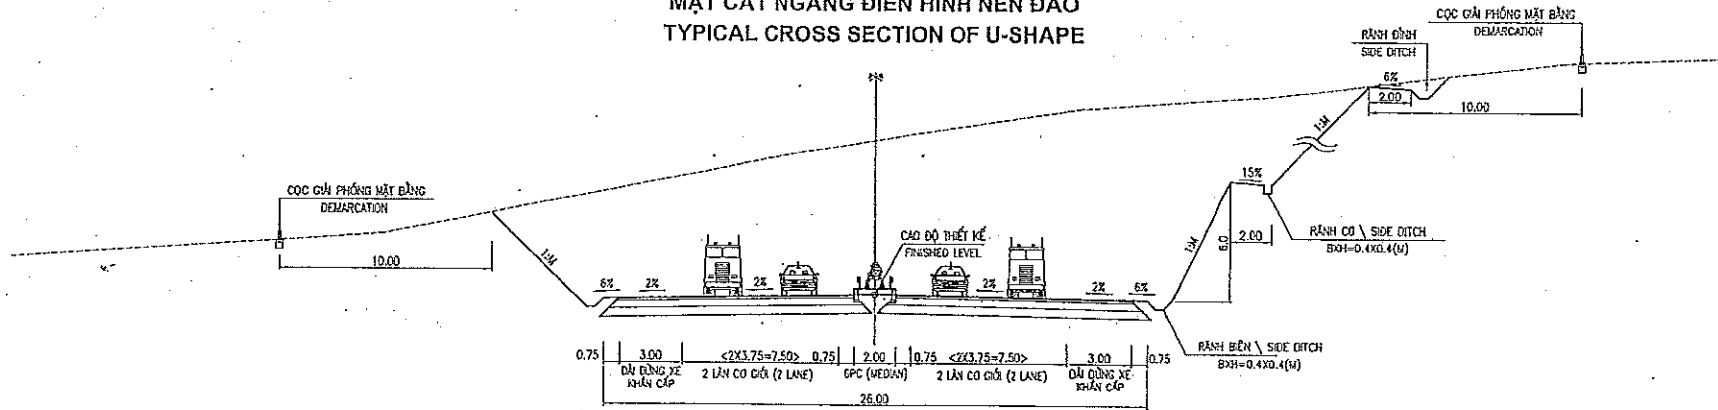 MẶT CẮT NGANG ĐIỂN HÌNH NỀN ĐÀO
TYPICAL CROSS SECTION OF U-SHAPE
CỌC GIẢI PHÓNG MẶT BẰNG
DEMARCATION
RÃNH ĐỈNH
SIDE DITCH
6%
2.00
10.00
1:M
15%
CỌC GIẢI PHÓNG MẶT BẰNG
DEMARCATION
2.00
6.0
1:M
RÃNH CƠ \ SIDE DITCH
BXH=0.4X0.4(M)
CAO ĐỘ THIẾT KẾ
FINISHED LEVEL
10.00
1:M
6% 2% 2% 2% 2% 6%
RÃNH BIÊN \ SIDE DITCH
BXH=0.4X0.4(M)
0.75 3.00 <2X3.75=7.50> 0.75 2.00 0.75 <2X3.75=7.50> 3.00 0.75
DẢI DỪNG XE KHẨN CẤP 2 LÀN CƠ GIỚI (2 LANE) GPC (MEDIAN) 2 LÀN CƠ GIỚI (2 LANE) DẢI DỪNG XE KHẨN CẤP
26.00